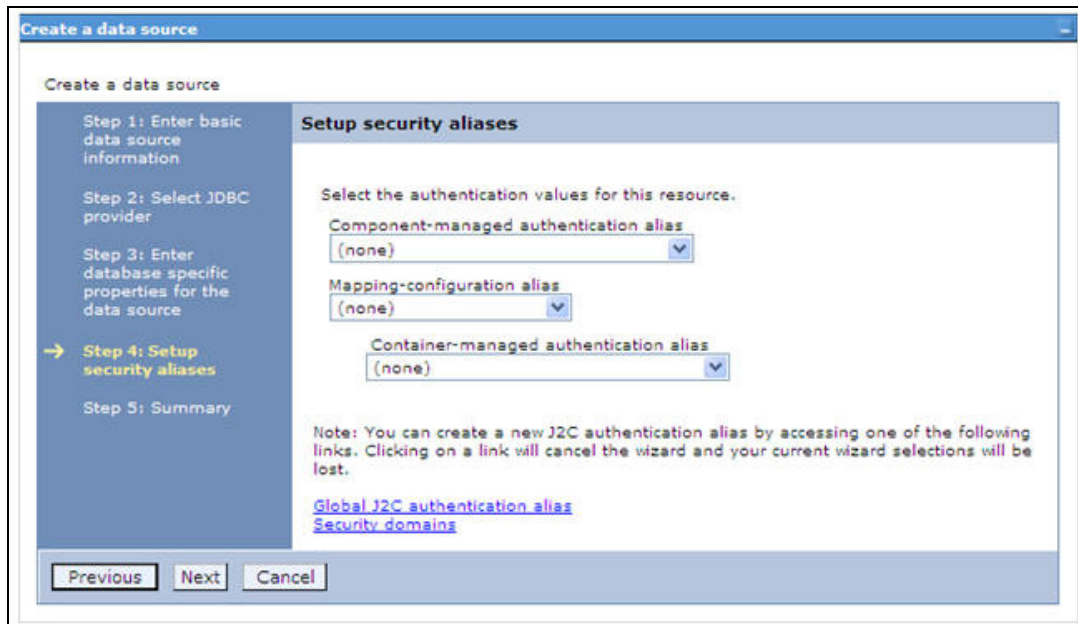 Create a data source
Create a data source
Step 1: Enter basic
data source
information
Step 2: Select JDBC
provider
Step 3: Enter
database specific
properties for the
data source
Step 4: Setup
security aliases
Step 5: Summary
Setup security aliases
Select the authentication values for this resource.
Component-managed authentication alias
(none)
Mapping-configuration alias
(none)
Container-managed authentication alias
(none)
Note: You can create a new J2C authentication alias by accessing one of the following
links. Clicking on a link will cancel the wizard and your current wizard selections will be
lost.
Global J2C authentication alias
Security domains
Previous Next Cancel